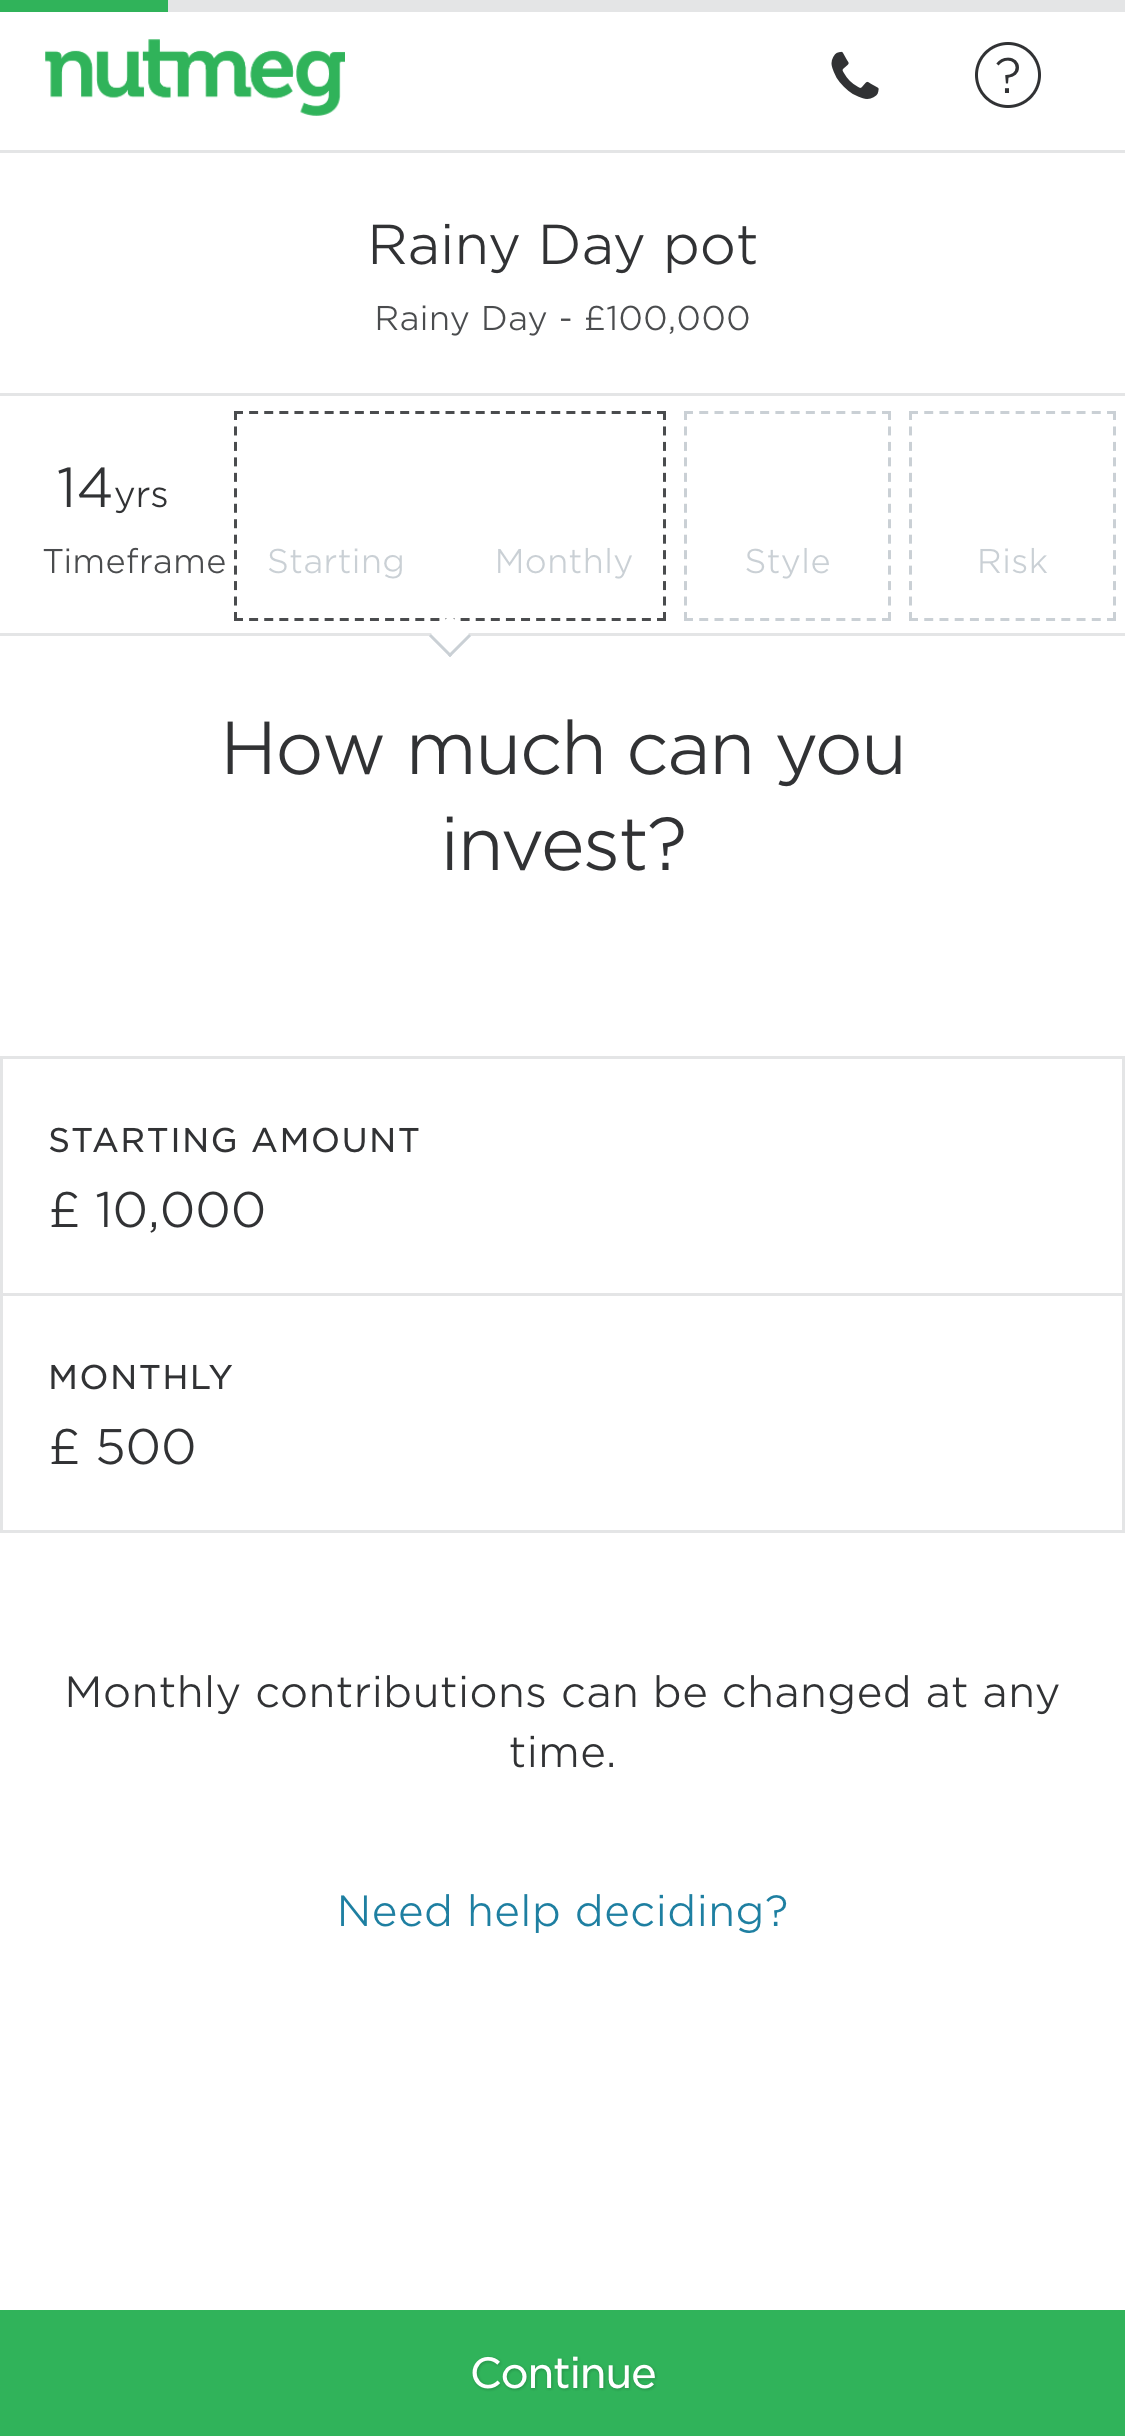 nutmeg
?
Rainy Day pot
Rainy Day - £100,000
14yrs
Timeframe
Starting
Monthly
Style
Risk
How much can you
invest?
STARTING AMOUNT
£ 10,000
MONTHLY
£ 500
Monthly contributions can be changed at any
time.
Need help deciding?
Continue